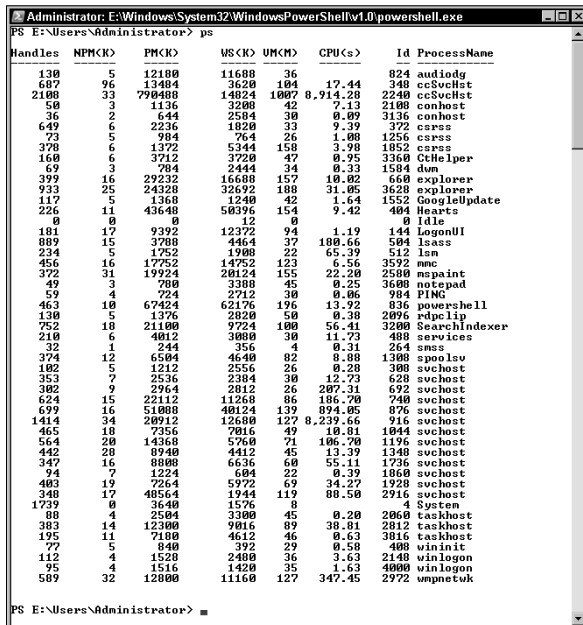 Administrator: E:\Windows\System32\WindowsPowerShell\v1.0\powershell.exe
PS E:\Users\Administrator> ps
Handles NPM(K) PM(K) WS(K) VM(M) CPU(s) Id ProcessName
------- ------ ----- ----- ----- ------ -- -----------
130 5 12180 11688 36 824 audiodg
687 96 13484 3620 104 17.44 348 ccSvcHst
2108 33 790488 14824 1007 8,914.28 2240 ccSvcHst
50 3 1136 3208 42 7.13 2108 conhost
36 2 644 2584 30 0.09 3136 conhost
649 6 2236 1820 33 9.39 372 csrss
73 5 984 764 26 1.08 1256 csrss
378 6 1372 5344 158 3.98 1852 csrss
160 6 3712 3720 47 0.95 3360 CtHelper
69 3 784 2444 34 0.33 1584 dwm
399 16 29232 16688 157 10.02 660 explorer
933 25 24328 32692 188 31.05 3628 explorer
117 5 1368 1240 42 1.64 1552 GoogleUpdate
226 11 43648 50396 154 9.42 404 Hearts
0 0 0 12 0 0 Idle
181 17 9392 12372 94 1.19 144 LogonUI
889 15 3788 4464 37 180.66 504 lsass
234 5 1752 1908 22 65.39 512 lsm
456 16 17752 14752 123 6.56 3592 mmc
372 31 19924 20124 155 22.20 2580 mspaint
49 3 780 3388 45 0.25 3608 notepad
59 4 724 2712 30 0.06 984 PING
463 10 67424 62176 196 13.92 836 powershell
130 5 1376 2820 50 0.38 2096 rdpclip
752 18 21100 9724 100 56.41 3200 SearchIndexer
210 6 4012 3080 30 11.73 488 services
32 1 244 356 4 0.31 264 smss
374 12 6504 4640 82 8.88 1308 spoolsv
102 5 1212 2556 26 0.28 308 svchost
353 7 2536 2384 30 12.73 628 svchost
302 9 2964 2812 26 207.31 692 svchost
624 15 22112 11268 86 186.70 740 svchost
699 16 51088 40124 139 894.05 876 svchost
1414 34 20912 12680 127 8,239.66 916 svchost
465 18 7356 7016 49 10.81 1044 svchost
564 20 14368 5760 71 106.70 1196 svchost
442 28 8940 4412 45 13.39 1348 svchost
347 16 8808 6636 60 55.11 1736 svchost
94 7 1224 604 22 0.39 1860 svchost
403 19 7264 5972 69 34.27 1928 svchost
348 17 48564 1944 119 88.50 2916 svchost
1739 0 3640 1576 8 4 System
88 4 2504 3300 45 0.20 2060 taskhost
383 14 12300 9016 89 38.81 2812 taskhost
195 11 7180 4612 46 0.63 3816 taskhost
77 5 840 392 29 0.58 408 wininit
112 4 1528 2480 36 3.63 2148 winlogon
95 4 1516 1420 35 1.63 4000 winlogon
589 32 12800 11160 127 347.45 2972 wmpnetwk
PS E:\Users\Administrator>